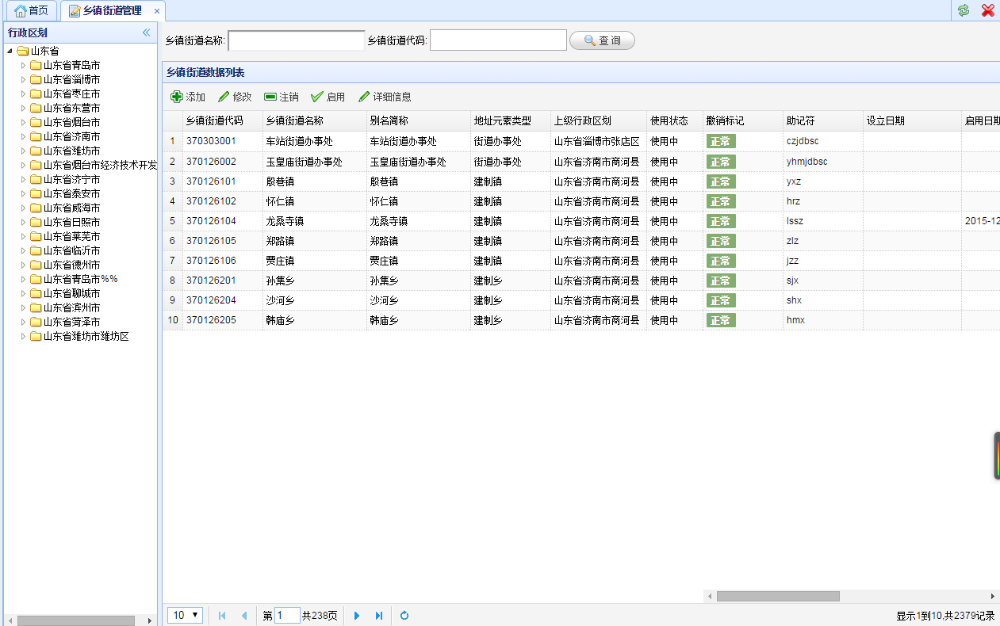 首页 乡镇街道管理
行政区划
山东省
山东省青岛市
山东省淄博市
山东省枣庄市
山东省东营市
山东省烟台市
山东省济南市
山东省潍坊市
山东省烟台市经济技术开发
山东省济宁市
山东省泰安市
山东省威海市
山东省日照市
山东省莱芜市
山东省临沂市
山东省德州市
山东省青岛市%%
山东省聊城市
山东省滨州市
山东省菏泽市
山东省潍坊市潍坊区
乡镇街道名称: 乡镇街道代码: 查 询
乡镇街道数据列表
添加 修改 注销 启用 详细信息
乡镇街道代码 乡镇街道名称 别名简称 地址元素类型 上级行政区划 使用状态 撤销标记 助记符 设立日期 启用日期
1 370303001 车站街道办事处 车站街道办事处 街道办事处 山东省淄博市张店区 使用中 正常 czjdbsc
2 370126002 玉皇庙街道办事处 玉皇庙街道办事处 街道办事处 山东省济南市商河县 使用中 正常 yhmjdbsc
3 370126101 殷巷镇 殷巷镇 建制镇 山东省济南市商河县 使用中 正常 yxz
4 370126102 怀仁镇 怀仁镇 建制镇 山东省济南市商河县 使用中 正常 hrz
5 370126104 龙桑寺镇 龙桑寺镇 建制镇 山东省济南市商河县 使用中 正常 lssz 2015-12
6 370126105 郑路镇 郑路镇 建制镇 山东省济南市商河县 使用中 正常 zlz
7 370126106 贾庄镇 贾庄镇 建制镇 山东省济南市商河县 使用中 正常 jzz
8 370126201 孙集乡 孙集乡 建制乡 山东省济南市商河县 使用中 正常 sjx
9 370126204 沙河乡 沙河乡 建制乡 山东省济南市商河县 使用中 正常 shx
10 370126205 韩庙乡 韩庙乡 建制乡 山东省济南市商河县 使用中 正常 hmx
10 第 1 共238页 显示1到10,共2379记录